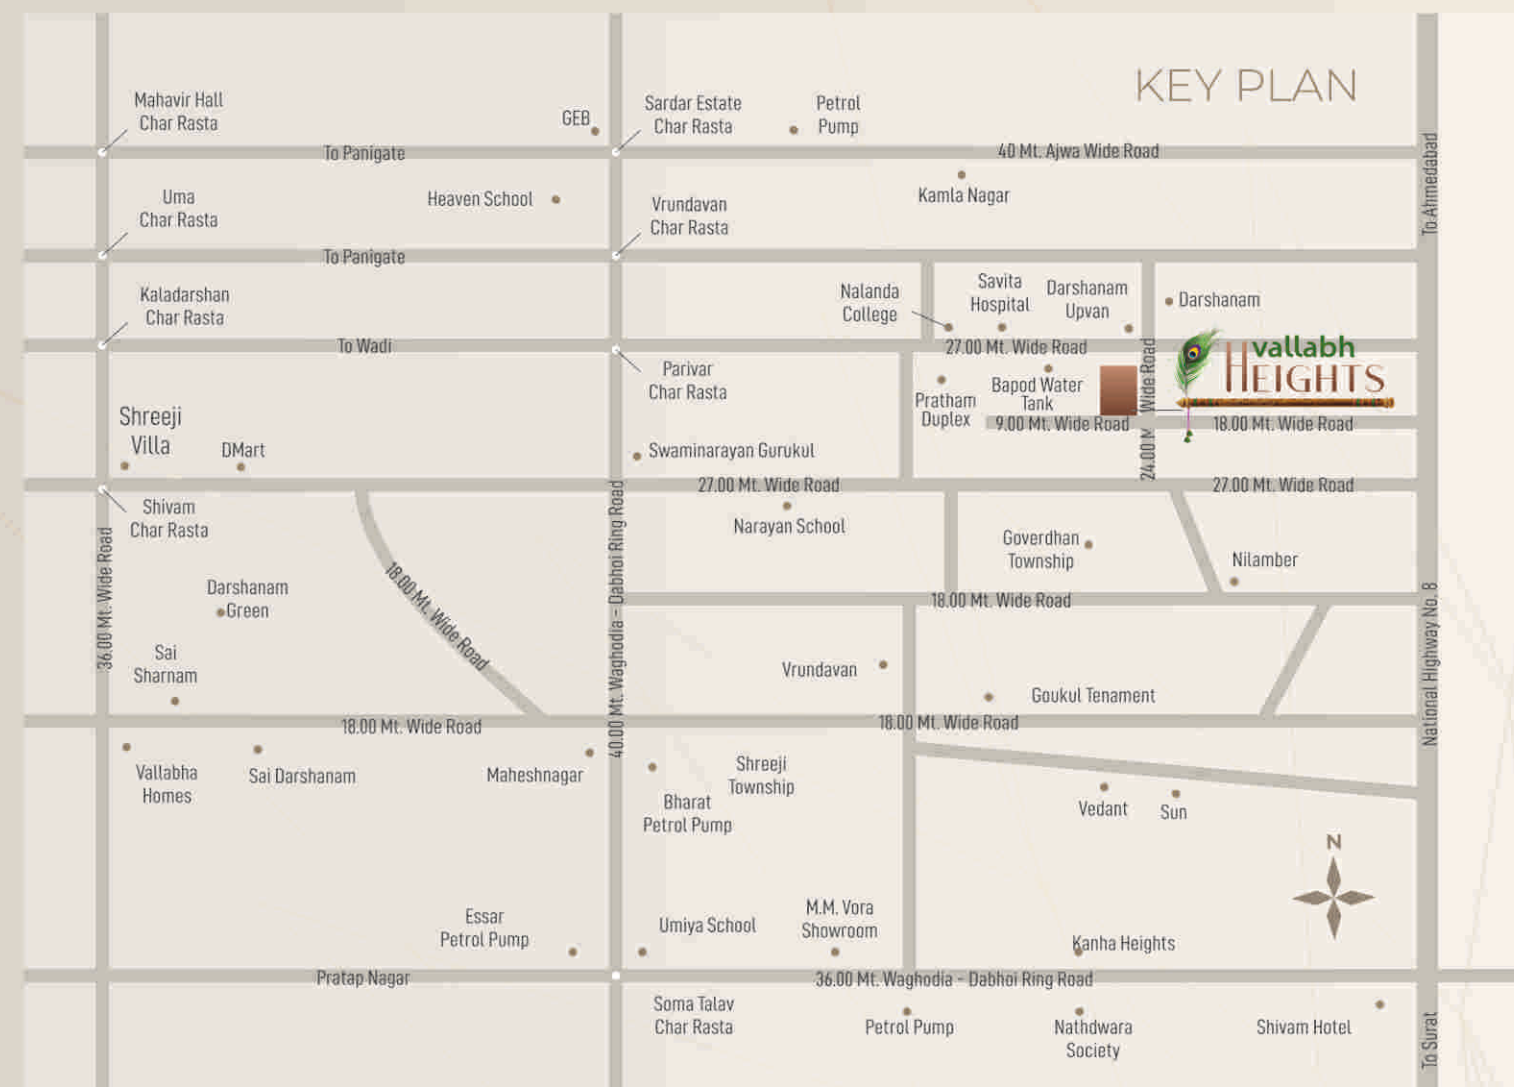 KEY PLAN
Mahavir Hall
Char Rasta
GEB
Sardar Estate
Char Rasta
Petrol
Pump
To Panigate
40 Mt. Ajwa Wide Road
To Ahmedabad
Uma
Char Rasta
Heaven School
Vrundavan
Char Rasta
Kamla Nagar
To Panigate
Kaladarshan
Char Rasta
Nalanda
College
Savita
Hospital
Darshanam
Upvan
Darshanam
To Wadi
27.00 Mt. Wide Road
vallabh
HEIGHTS
Parivar
Char Rasta
Pratham
Duplex
Bapod Water
Tank
9.00 Mt. Wide Road
24.00 M Wide Road
18.00 Mt. Wide Road
Shreeji
Villa
DMart
Swaminarayan Gurukul
27.00 Mt. Wide Road
27.00 Mt. Wide Road
Shivam
Char Rasta
36.00 Mt. Wide Road
18.00 Mt. Wide Road
40.00 Mt. Waghodia - Dabhoi Ring Road
Narayan School
Goverdhan
Township
Nilamber
Darshanam
Green
18.00 Mt. Wide Road
National Highway No. 8
Sai
Sharnam
Vrundavan
Goukul Tenament
18.00 Mt. Wide Road
18.00 Mt. Wide Road
Vallabha
Homes
Sai Darshanam
Maheshnagar
Shreeji
Township
Bharat
Petrol Pump
Vedant
Sun
N
Essar
Petrol Pump
Umiya School
M.M. Vora
Showroom
Kanha Heights
Pratap Nagar
36.00 Mt. Waghodia - Dabhoi Ring Road
Soma Talav
Char Rasta
Petrol Pump
Nathdwara
Society
Shivam Hotel
To Surat